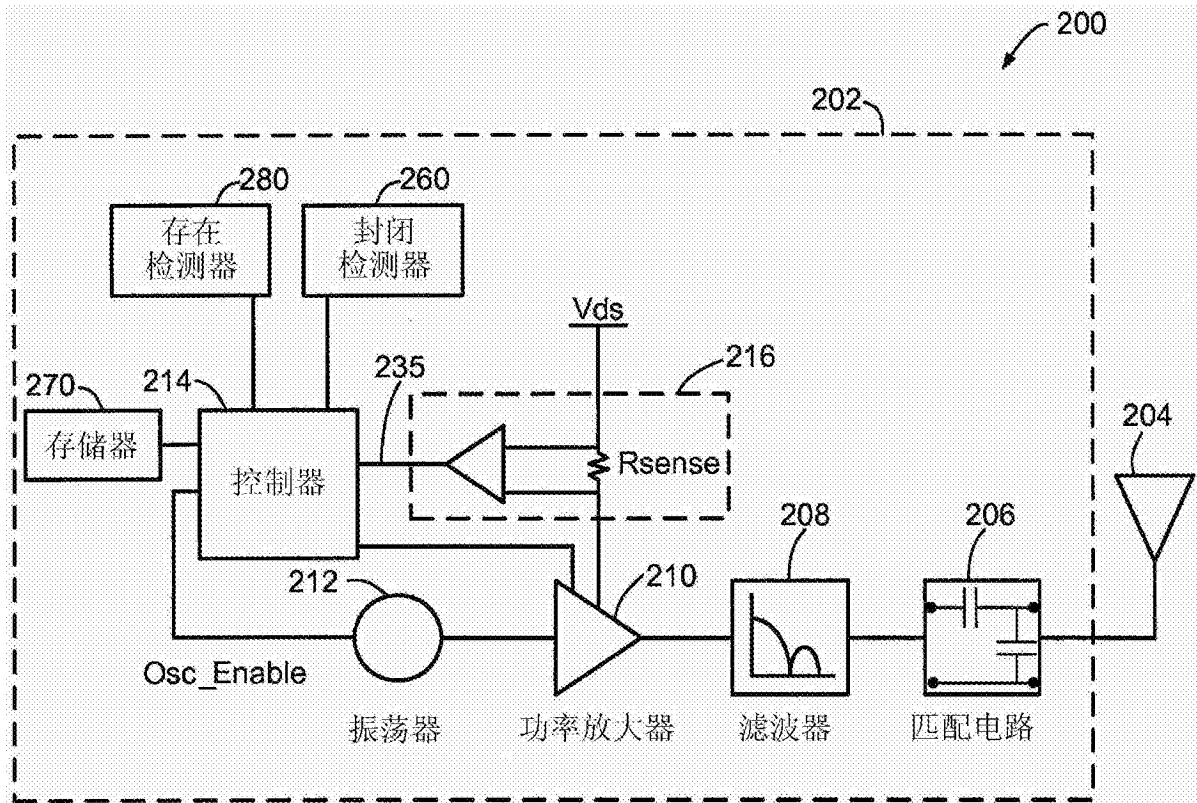 200
202
280
260
存在
检测器
封闭
检测器
Vds
270
214
235
216
204
存储器
控制器
Rsense
208
206
212
210
Osc_Enable
振荡器
功率放大器
滤波器
匹配电路